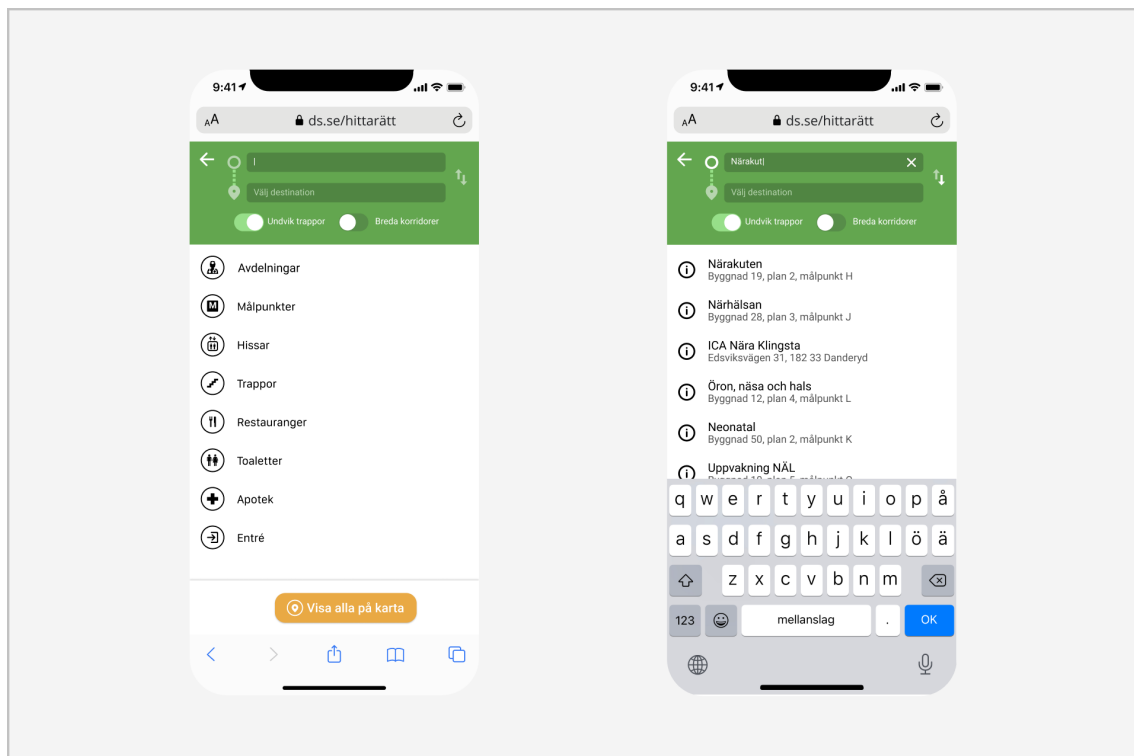 9:41
AA ds.se/hittarätt
Välj destination
Undvik trappor Breda korridorer
Avdelningar
M Målpunkter
Hissar
Trappor
Restauranger
Toaletter
Apotek
Entré
Visa alla på karta
9:41
AA ds.se/hittarätt
Närakut
Välj destination
Undvik trappor Breda korridorer
Närakuten
Byggnad 19, plan 2, målpunkt H
Närhälsan
Byggnad 28, plan 3, målpunkt J
ICA Nära Klingsta
Edsviksvägen 31, 182 33 Danderyd
Öron, näsa och hals
Byggnad 12, plan 4, målpunkt L
Neonatal
Byggnad 50, plan 2, målpunkt K
Uppvakning NÄL
q w e r t y u i o p å
a s d f g h j k l ö ä
z x c v b n m
123 mellanslag . OK